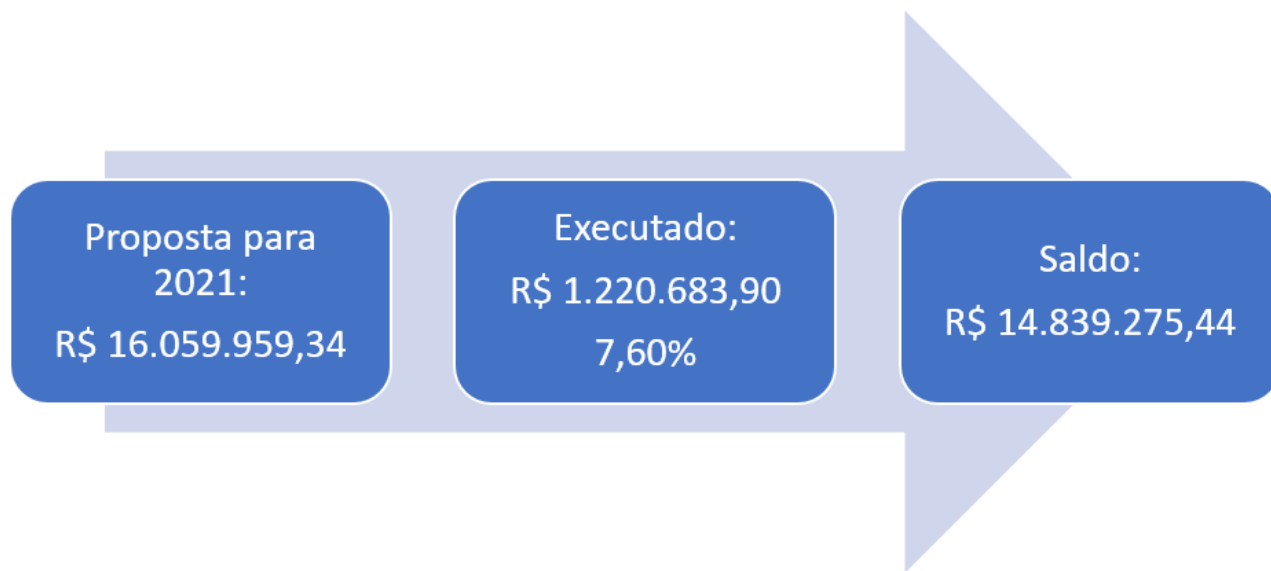 Proposta para
2021:
R$ 16.059.959,34
Executado:
R$ 1.220.683,90
7,60%
Saldo:
R$ 14.839.275,44